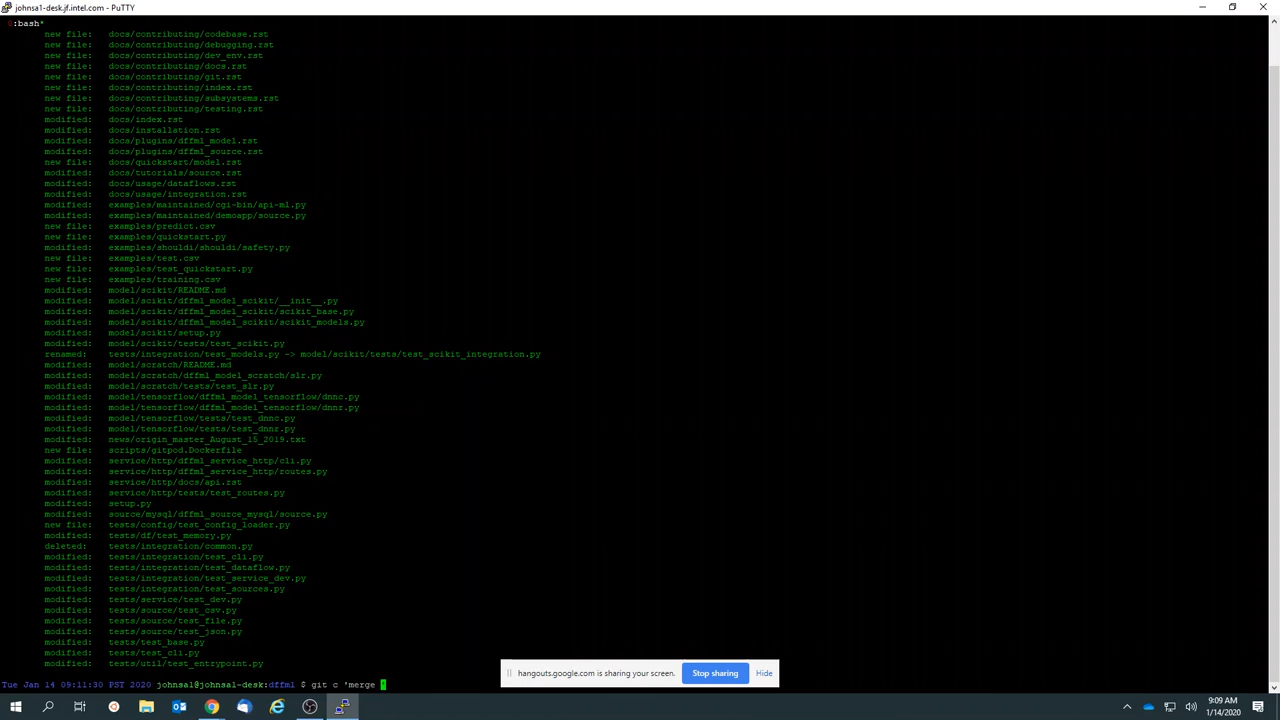 johnsa1-desk.jf.intel.com - PuTTY
0:bash*
new file: docs/contributing/codebase.rst
new file: docs/contributing/debugging.rst
new file: docs/contributing/dev_env.rst
new file: docs/contributing/docs.rst
new file: docs/contributing/git.rst
new file: docs/contributing/index.rst
new file: docs/contributing/subsystems.rst
new file: docs/contributing/testing.rst
modified: docs/index.rst
modified: docs/installation.rst
modified: docs/plugins/dffml_model.rst
modified: docs/plugins/dffml_source.rst
new file: docs/quickstart/model.rst
modified: docs/tutorials/source.rst
modified: docs/usage/dataflows.rst
modified: docs/usage/integration.rst
modified: examples/maintained/cgi-bin/api-ml.py
modified: examples/maintained/demoapp/source.py
new file: examples/predict.csv
new file: examples/quickstart.py
modified: examples/shouldi/shouldi/safety.py
new file: examples/test.csv
new file: examples/test_quickstart.py
new file: examples/training.csv
modified: model/scikit/README.md
modified: model/scikit/dffml_model_scikit/__init__.py
modified: model/scikit/dffml_model_scikit/scikit_base.py
modified: model/scikit/dffml_model_scikit/scikit_models.py
modified: model/scikit/setup.py
modified: model/scikit/tests/test_scikit.py
renamed: tests/integration/test_models.py -> model/scikit/tests/test_scikit_integration.py
modified: model/scratch/README.md
modified: model/scratch/dffml_model_scratch/slr.py
modified: model/scratch/tests/test_slr.py
modified: model/tensorflow/dffml_model_tensorflow/dnnc.py
modified: model/tensorflow/dffml_model_tensorflow/dnnr.py
modified: model/tensorflow/tests/test_dnnc.py
modified: model/tensorflow/tests/test_dnnr.py
modified: news/origin_master_August_15_2019.txt
new file: scripts/gitpod.Dockerfile
modified: service/http/dffml_service_http/cli.py
modified: service/http/dffml_service_http/routes.py
modified: service/http/docs/api.rst
modified: service/http/tests/test_routes.py
modified: setup.py
modified: source/mysql/dffml_source_mysql/source.py
new file: tests/config/test_config_loader.py
modified: tests/df/test_memory.py
deleted: tests/integration/common.py
modified: tests/integration/test_cli.py
modified: tests/integration/test_dataflow.py
modified: tests/integration/test_service_dev.py
modified: tests/integration/test_sources.py
modified: tests/service/test_dev.py
modified: tests/source/test_csv.py
modified: tests/source/test_file.py
modified: tests/source/test_json.py
modified: tests/test_base.py
modified: tests/test_cli.py
modified: tests/util/test_entrypoint.py
hangouts.google.com is sharing your screen. Stop sharing Hide
Tue Jan 14 09:11:30 PST 2020 johnsa1@johnsa1-desk:dffml $ git c 'merge '
9:09 AM
1/14/2020